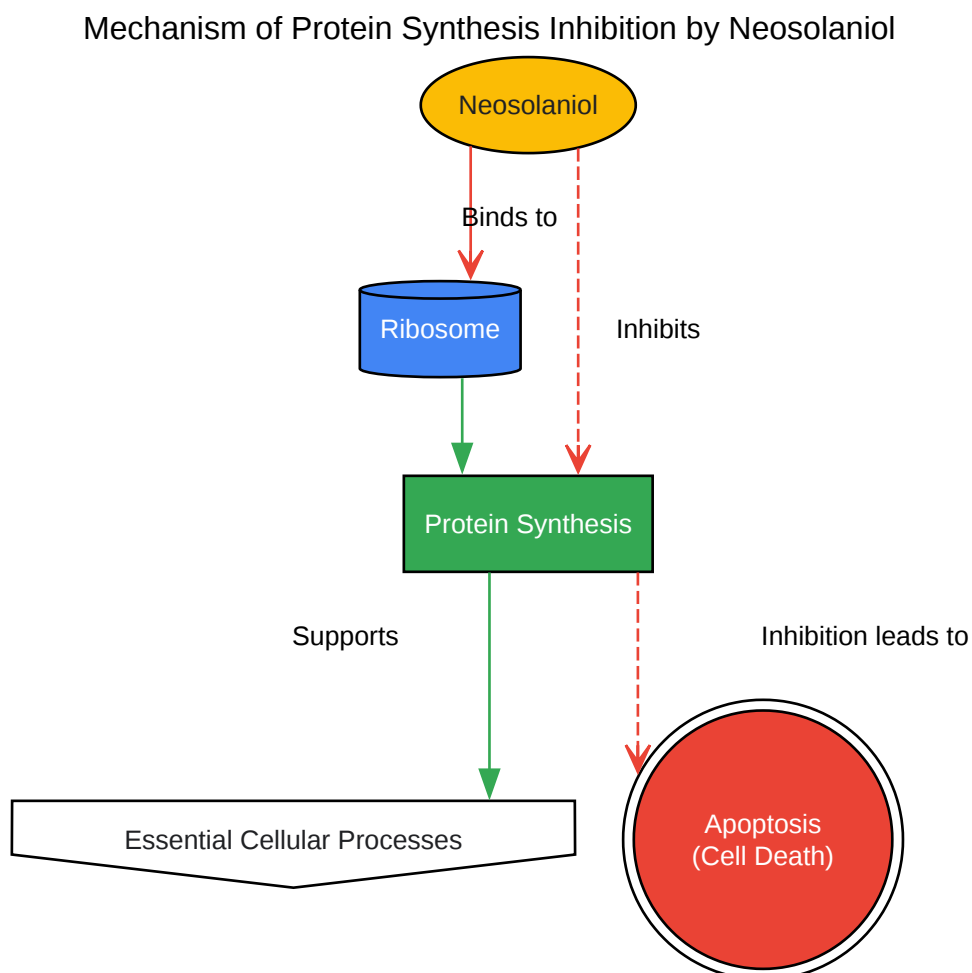 Mechanism of Protein Synthesis Inhibition by Neosolaniol
Neosolaniol
Binds to
Ribosome
Inhibits
Protein Synthesis
Supports
Inhibition leads to
Essential Cellular Processes
Apoptosis
(Cell Death)